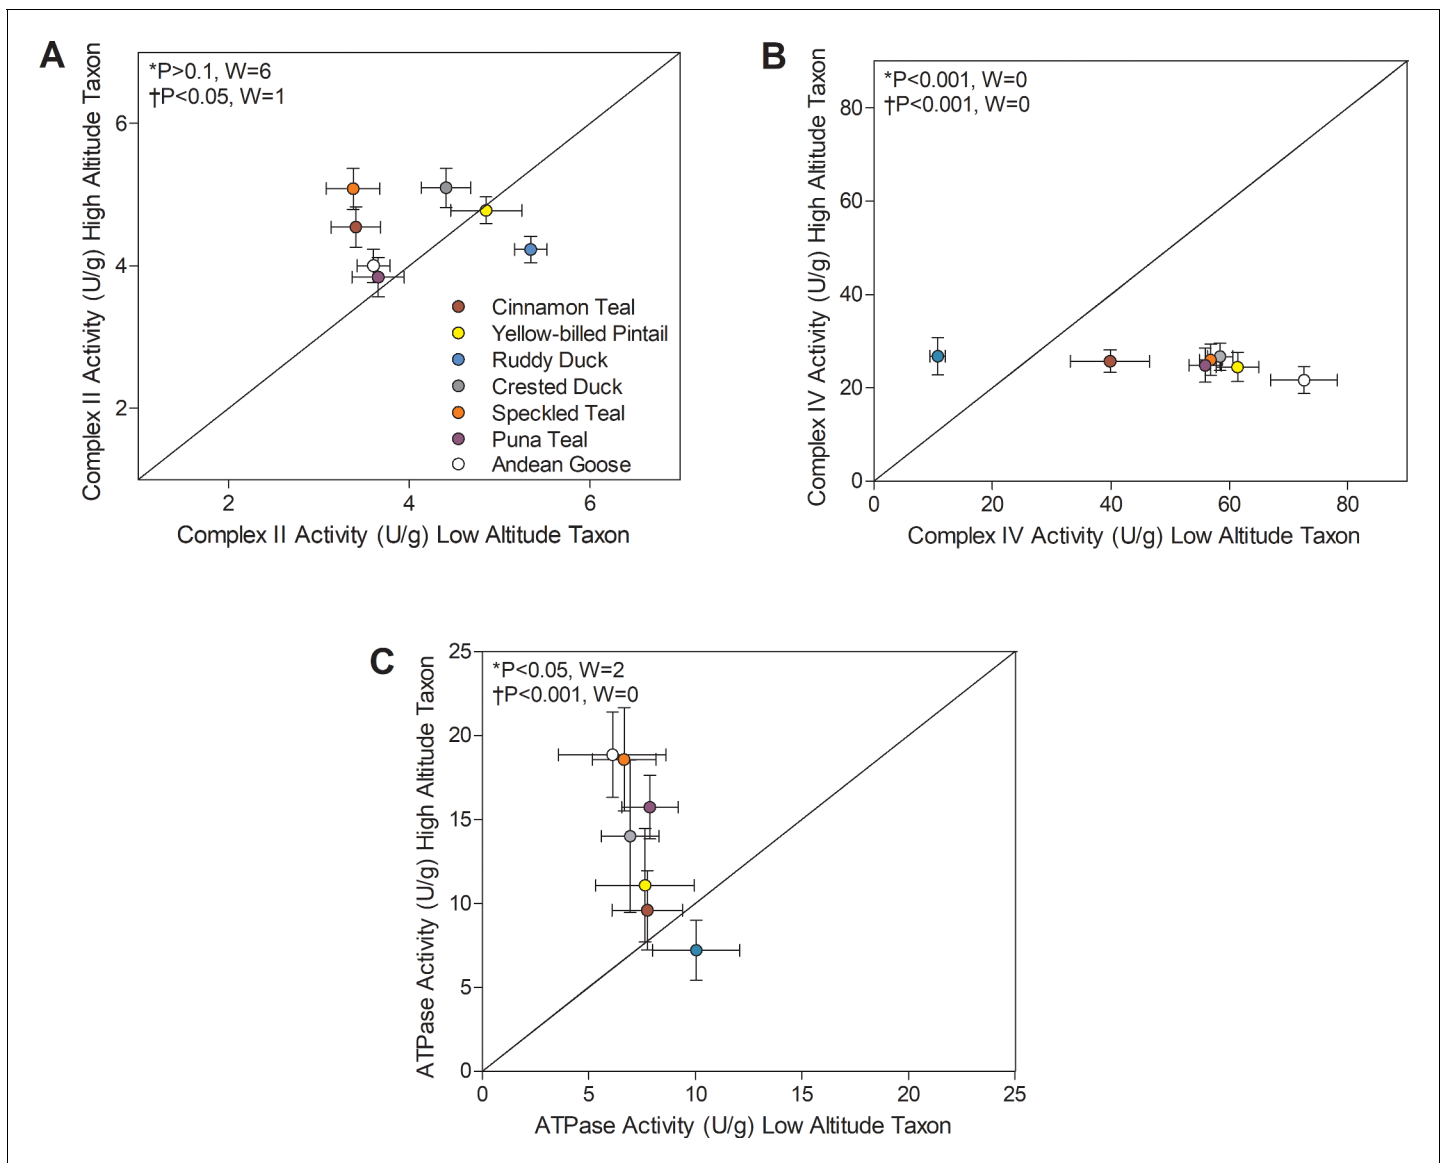 A
*P>0.1, W=6
†P<0.05, W=1
Complex II Activity (U/g) High Altitude Taxon
6
4
2
Cinnamon Teal
Yellow-billed Pintail
Ruddy Duck
Crested Duck
Speckled Teal
Puna Teal
Andean Goose
2 4 6
Complex II Activity (U/g) Low Altitude Taxon
B
*P<0.001, W=0
†P<0.001, W=0
Complex IV Activity (U/g) High Altitude Taxon
80
60
40
20
0
0 20 40 60 80
Complex IV Activity (U/g) Low Altitude Taxon
C
*P<0.05, W=2
†P<0.001, W=0
ATPase Activity (U/g) High Altitude Taxon
25
20
15
10
5
0
0 5 10 15 20 25
ATPase Activity (U/g) Low Altitude Taxon